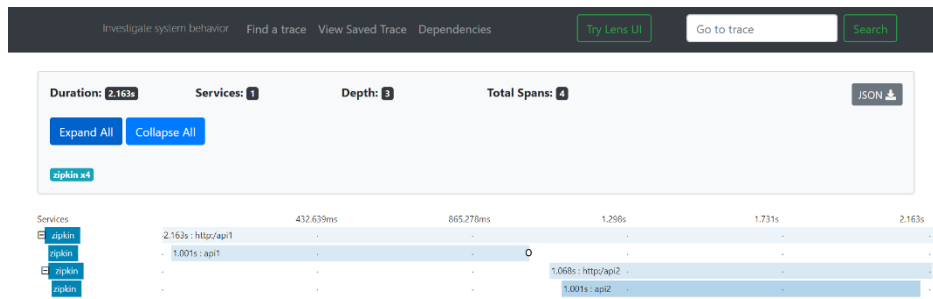 Investigate system behavior Find a trace View Saved Trace Dependencies Try Lens UI Go to trace Search
Duration: 2.163s Services: 1 Depth: 3 Total Spans: 4 JSON
Expand All Collapse All
zipkin x4
Services 432.639ms 865.278ms 1.298s 1.731s 2.163s
zipkin 2.163s : http:/api1
zipkin 1.001s : api1
zipkin 1.068s : http:/api2
zipkin 1.001s : api2